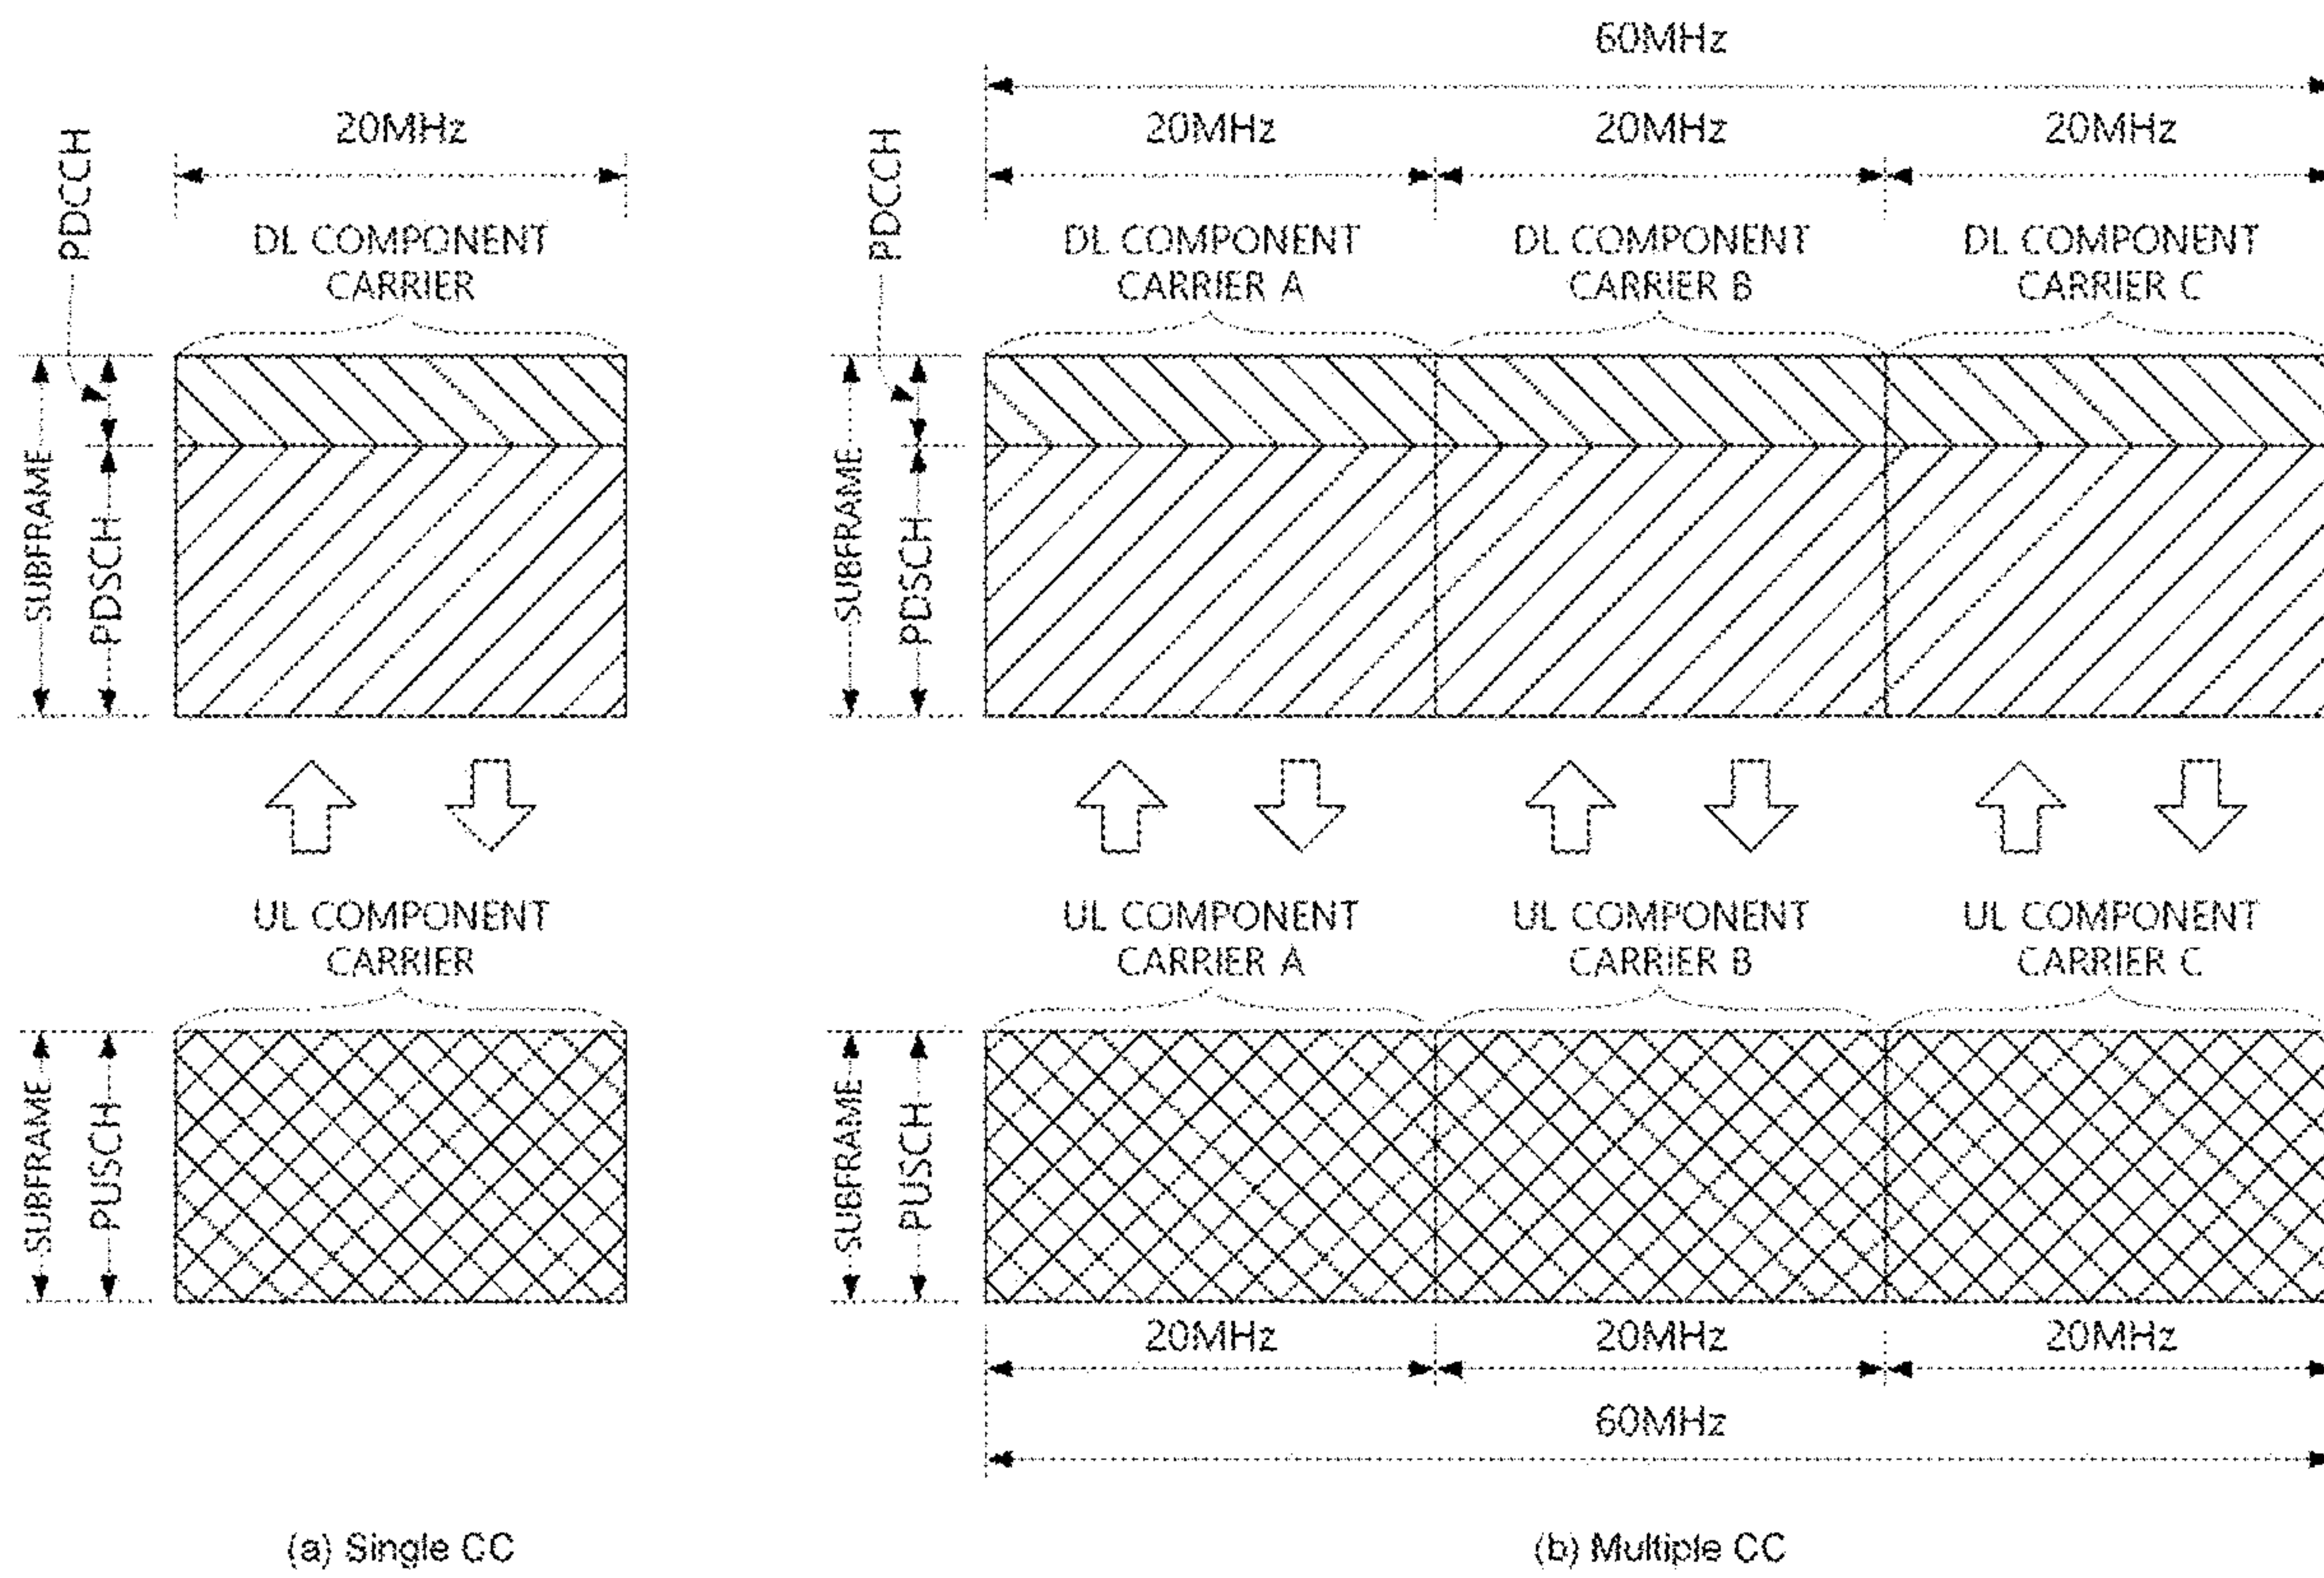 20MHz
PDCCH
DL COMPONENT
CARRIER
SUBFRAME
PDSCH
UL COMPONENT
CARRIER
SUBFRAME
PUSCH
(a) Single CC
60MHz
20MHz
20MHz
20MHz
PDCCH
DL COMPONENT
CARRIER A
DL COMPONENT
CARRIER B
DL COMPONENT
CARRIER C
SUBFRAME
PDSCH
UL COMPONENT
CARRIER A
UL COMPONENT
CARRIER B
UL COMPONENT
CARRIER C
SUBFRAME
PUSCH
20MHz
20MHz
20MHz
60MHz
(b) Multiple CC